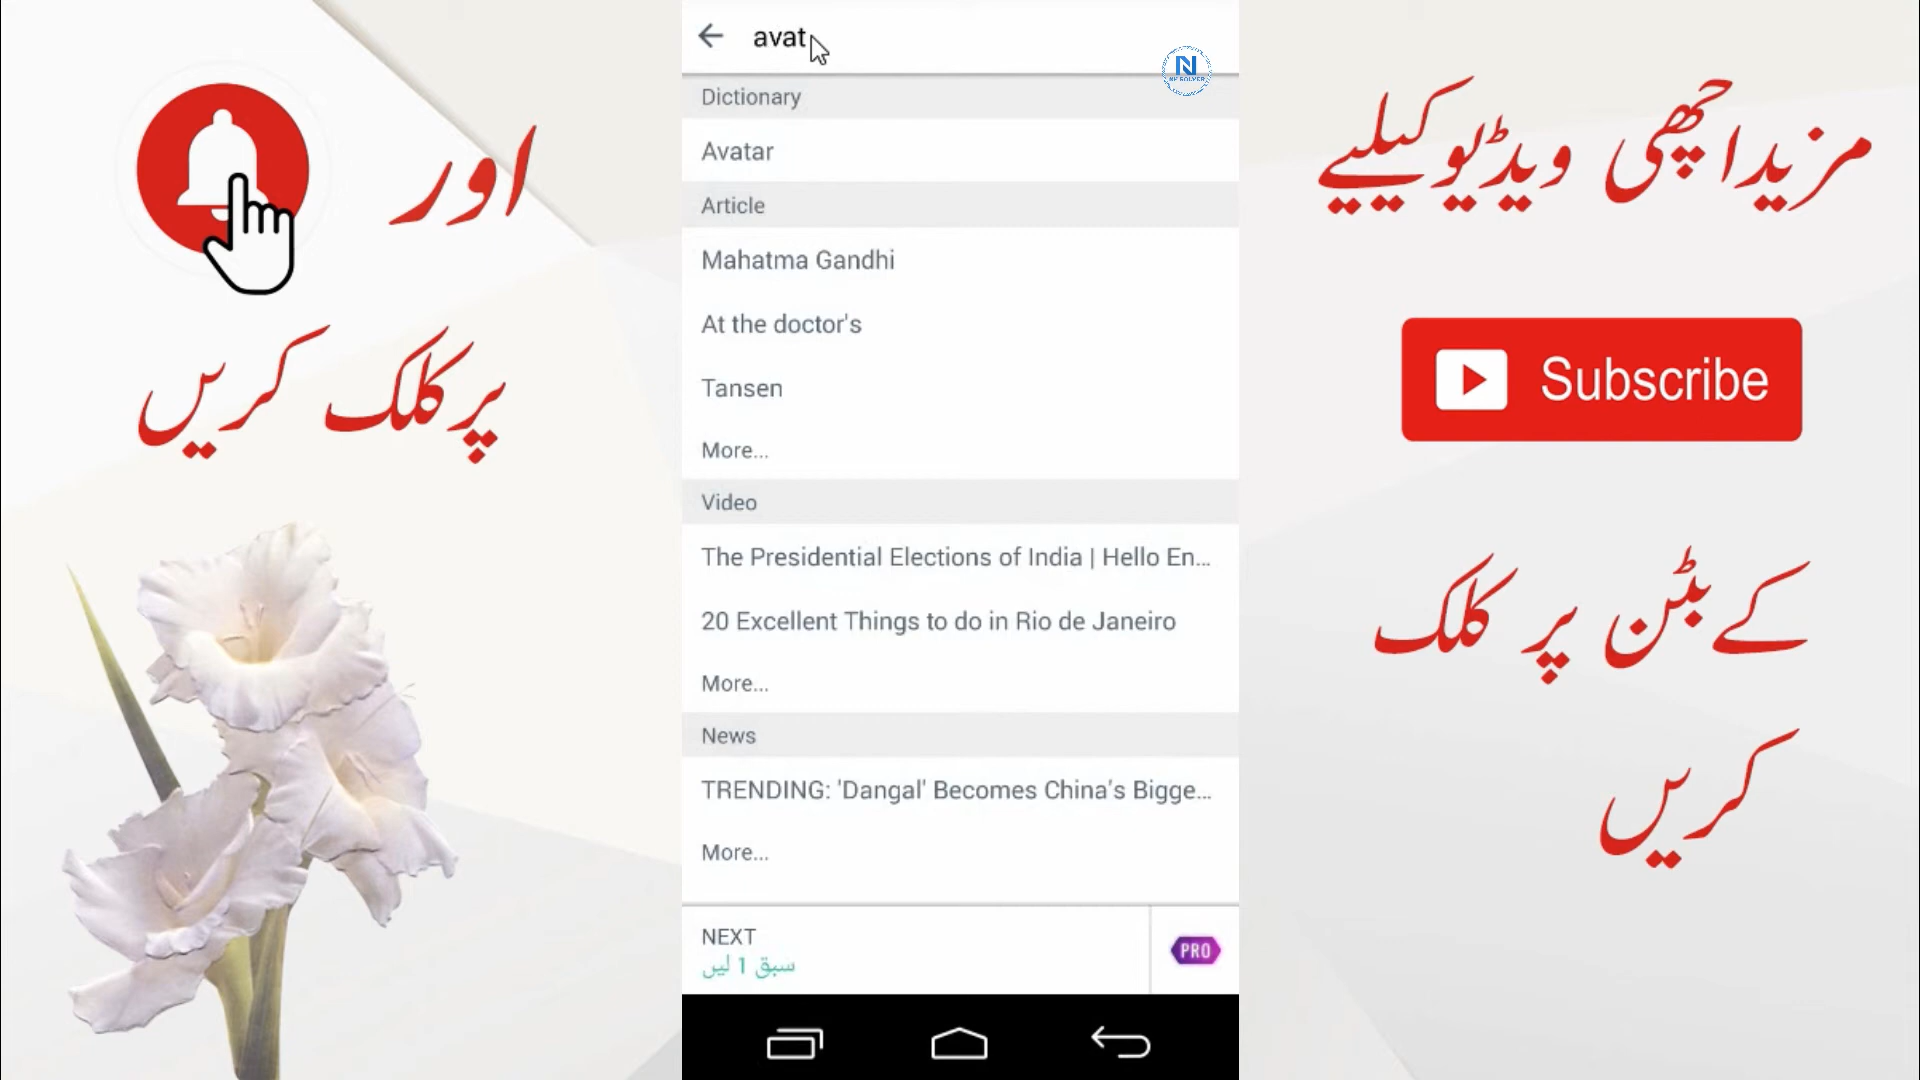 مزید اچھی ویڈیو کیلیے
Subscribe
کے بٹن پر کلک
کریں
اور
پر کلک کریں
avat
Dictionary
Avatar
Article
Mahatma Gandhi
At the doctor's
Tansen
More...
Video
The Presidential Elections of India | Hello En...
20 Excellent Things to do in Rio de Janeiro
More...
News
TRENDING: 'Dangal' Becomes China's Bigge...
More...
NEXT
سبق 1 لیں
PRO
N
NH SOLVER